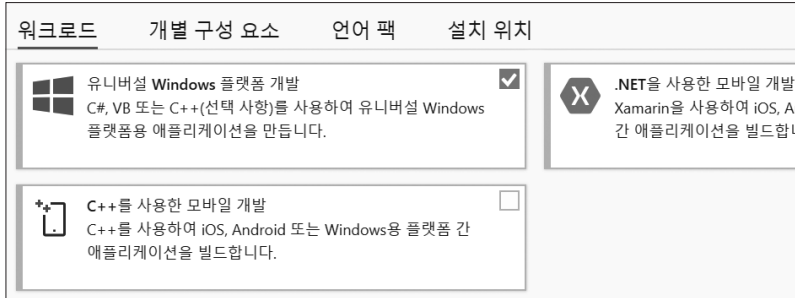 워크로드 개별 구성 요소 언어 팩 설치 위치
유니버설 Windows 플랫폼 개발
C#, VB 또는 C++(선택 사항)를 사용하여 유니버설 Windows
플랫폼용 애플리케이션을 만듭니다.
.NET을 사용한 모바일 개발
Xamarin을 사용하여 iOS,
간 애플리케이션을
C++를 사용한 모바일 개발
C++를 사용하여 iOS, Android 또는 Windows용 플랫폼 간
애플리케이션을 빌드합니다.